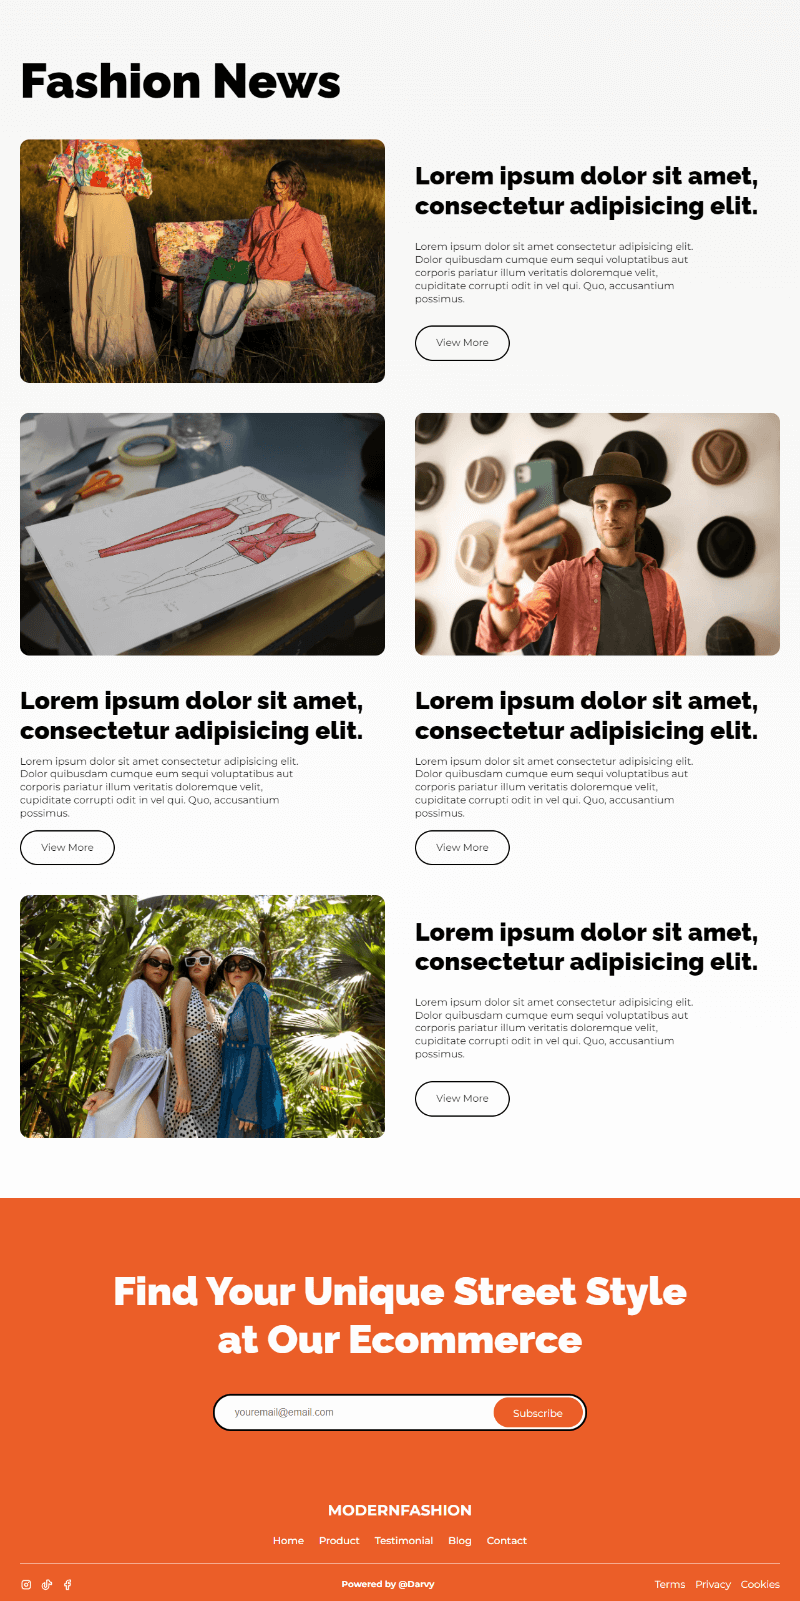 Fashion News
Lorem ipsum dolor sit amet,
consectetur adipisicing elit.
Lorem ipsum dolor sit amet consectetur adipisicing elit.
Dolor quibusdam cumque eum sequi voluptatibus aut
corporis pariatur illum veritatis doloremque velit,
cupiditate corrupti odit in vel qui. Quo, accusantium
possimus.
View More
Lorem ipsum dolor sit amet,
consectetur adipisicing elit.
Lorem ipsum dolor sit amet consectetur adipisicing elit.
Dolor quibusdam cumque eum sequi voluptatibus aut
corporis pariatur illum veritatis doloremque velit,
cupiditate corrupti odit in vel qui. Quo, accusantium
possimus.
View More
Lorem ipsum dolor sit amet,
consectetur adipisicing elit.
Lorem ipsum dolor sit amet consectetur adipisicing elit.
Dolor quibusdam cumque eum sequi voluptatibus aut
corporis pariatur illum veritatis doloremque velit,
cupiditate corrupti odit in vel qui. Quo, accusantium
possimus.
View More
Lorem ipsum dolor sit amet,
consectetur adipisicing elit.
Lorem ipsum dolor sit amet consectetur adipisicing elit.
Dolor quibusdam cumque eum sequi voluptatibus aut
corporis pariatur illum veritatis doloremque velit,
cupiditate corrupti odit in vel qui. Quo, accusantium
possimus.
View More
Find Your Unique Street Style
at Our Ecommerce
youremail@email.com
Subscribe
MODERNFASHION
Home Product Testimonial Blog Contact
Powered by @Darvy
Terms Privacy Cookies